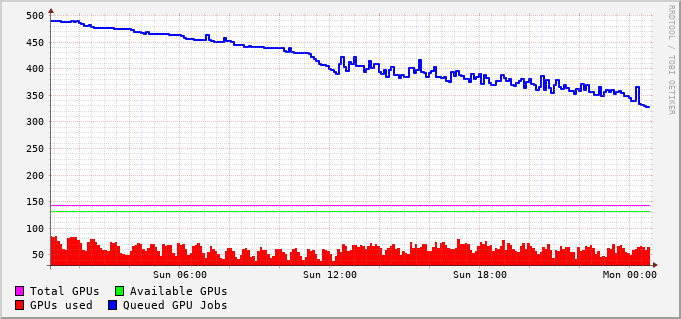 500
450
400
350
300
250
200
150
100
50
Sun 06:00 Sun 12:00 Sun 18:00 Mon 00:00
Total GPUs Available GPUs
GPUs used Queued GPU Jobs
RRDTOOL / TOBI OETIKER